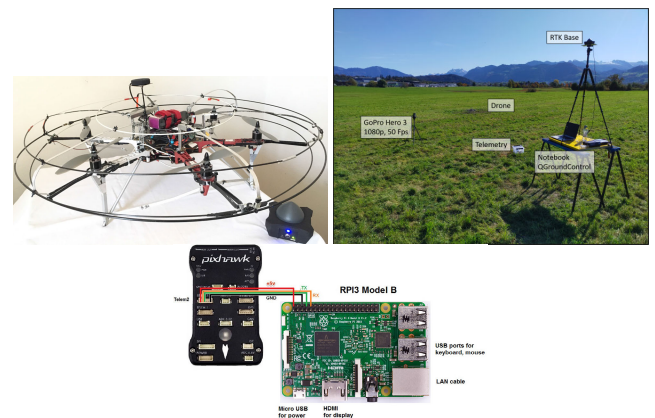 RTK Base
Drone
GoPro Hero 3
1080p, 50 Fps
Telemetry
Notebook
QGroundControl
pixhawk
+5v
TX
RX
RPI3 Model B
Telem2
GND
USB ports for
keyboard, mouse
LAN cable
Micro USB
for power
HDMI
for display